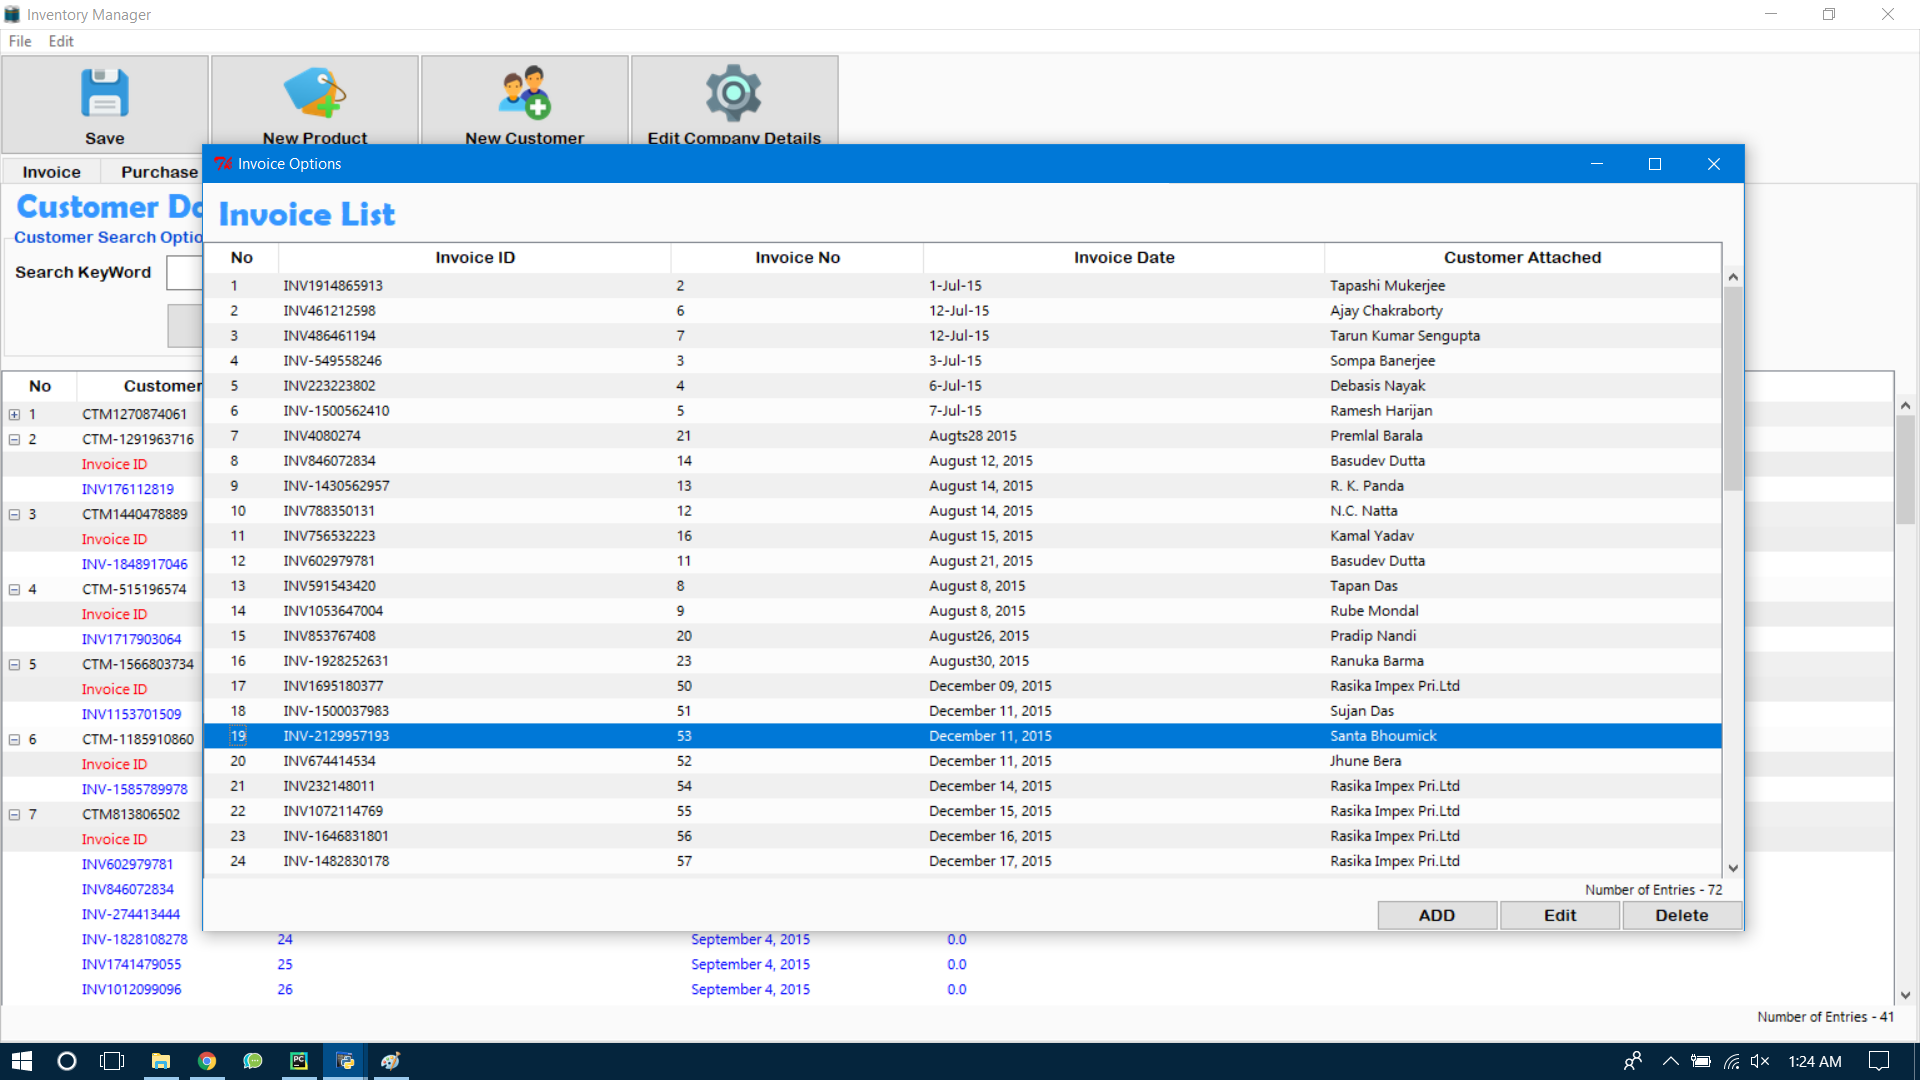 Inventory Manager
File Edit
Save New Product New Customer Edit Company Details
Invoice Purchase
Customer Da
Customer Search Optio
Search KeyWord
No Customer
1 CTM1270874061
2 CTM-1291963716
Invoice ID
INV176112819
3 CTM1440478889
Invoice ID
INV-1848917046
4 CTM-515196574
Invoice ID
INV1717903064
5 CTM-1566803734
Invoice ID
INV1153701509
6 CTM-1185910860
Invoice ID
INV-1585789978
7 CTM813806502
Invoice ID
INV602979781
INV846072834
INV-274413444
INV-1828108278 24 September 4, 2015 0.0
INV1741479055 25 September 4, 2015 0.0
INV1012099096 26 September 4, 2015 0.0
Number of Entries - 41
Invoice Options
Invoice List
No Invoice ID Invoice No Invoice Date Customer Attached
1 INV1914865913 2 1-Jul-15 Tapashi Mukerjee
2 INV461212598 6 12-Jul-15 Ajay Chakraborty
3 INV486461194 7 12-Jul-15 Tarun Kumar Sengupta
4 INV-549558246 3 3-Jul-15 Sompa Banerjee
5 INV223223802 4 6-Jul-15 Debasis Nayak
6 INV-1500562410 5 7-Jul-15 Ramesh Harijan
7 INV4080274 21 Augts28 2015 Premlal Barala
8 INV846072834 14 August 12, 2015 Basudev Dutta
9 INV-1430562957 13 August 14, 2015 R. K. Panda
10 INV788350131 12 August 14, 2015 N.C. Natta
11 INV756532223 16 August 15, 2015 Kamal Yadav
12 INV602979781 11 August 21, 2015 Basudev Dutta
13 INV591543420 8 August 8, 2015 Tapan Das
14 INV1053647004 9 August 8, 2015 Rube Mondal
15 INV853767408 20 August26, 2015 Pradip Nandi
16 INV-1928252631 23 August30, 2015 Ranuka Barma
17 INV1695180377 50 December 09, 2015 Rasika Impex Pri.Ltd
18 INV-1500037983 51 December 11, 2015 Sujan Das
19 INV-2129957193 53 December 11, 2015 Santa Bhoumick
20 INV674414534 52 December 11, 2015 Jhune Bera
21 INV232148011 54 December 14, 2015 Rasika Impex Pri.Ltd
22 INV1072114769 55 December 15, 2015 Rasika Impex Pri.Ltd
23 INV-1646831801 56 December 16, 2015 Rasika Impex Pri.Ltd
24 INV-1482830178 57 December 17, 2015 Rasika Impex Pri.Ltd
Number of Entries - 72
ADD Edit Delete
PC
1:24 AM